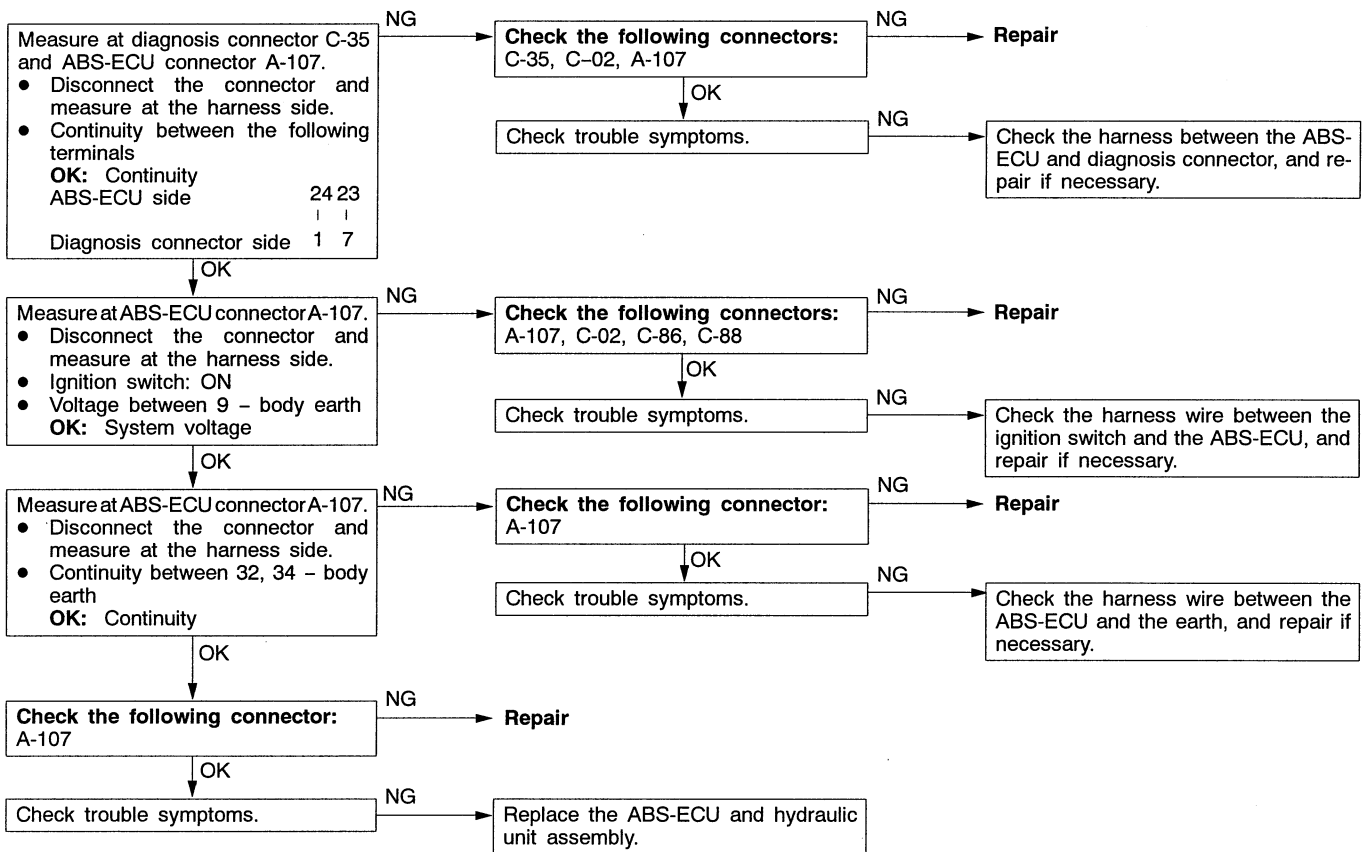 Measure at diagnosis connector C-35
and ABS-ECU connector A-107.
● Disconnect the connector and
measure at the harness side.
● Continuity between the following
terminals
OK: Continuity
ABS-ECU side 24 23
Diagnosis connector side 1 7
NG
Check the following connectors:
C-35, C–02, A-107
NG
Repair
OK
Check trouble symptoms.
NG
Check the harness between the ABS-
ECU and diagnosis connector, and re-
pair if necessary.
OK
Measure at ABS-ECU connector A-107.
● Disconnect the connector and
measure at the harness side.
● Ignition switch: ON
● Voltage between 9 – body earth
OK: System voltage
NG
Check the following connectors:
A-107, C-02, C-86, C-88
NG
Repair
OK
Check trouble symptoms.
NG
Check the harness wire between the
ignition switch and the ABS-ECU, and
repair if necessary.
OK
Measure at ABS-ECU connector A-107.
● Disconnect the connector and
measure at the harness side.
● Continuity between 32, 34 – body
earth
OK: Continuity
NG
Check the following connector:
A-107
NG
Repair
OK
Check trouble symptoms.
NG
Check the harness wire between the
ABS-ECU and the earth, and repair if
necessary.
OK
Check the following connector:
A-107
NG
Repair
OK
Check trouble symptoms.
NG
Replace the ABS-ECU and hydraulic
unit assembly.